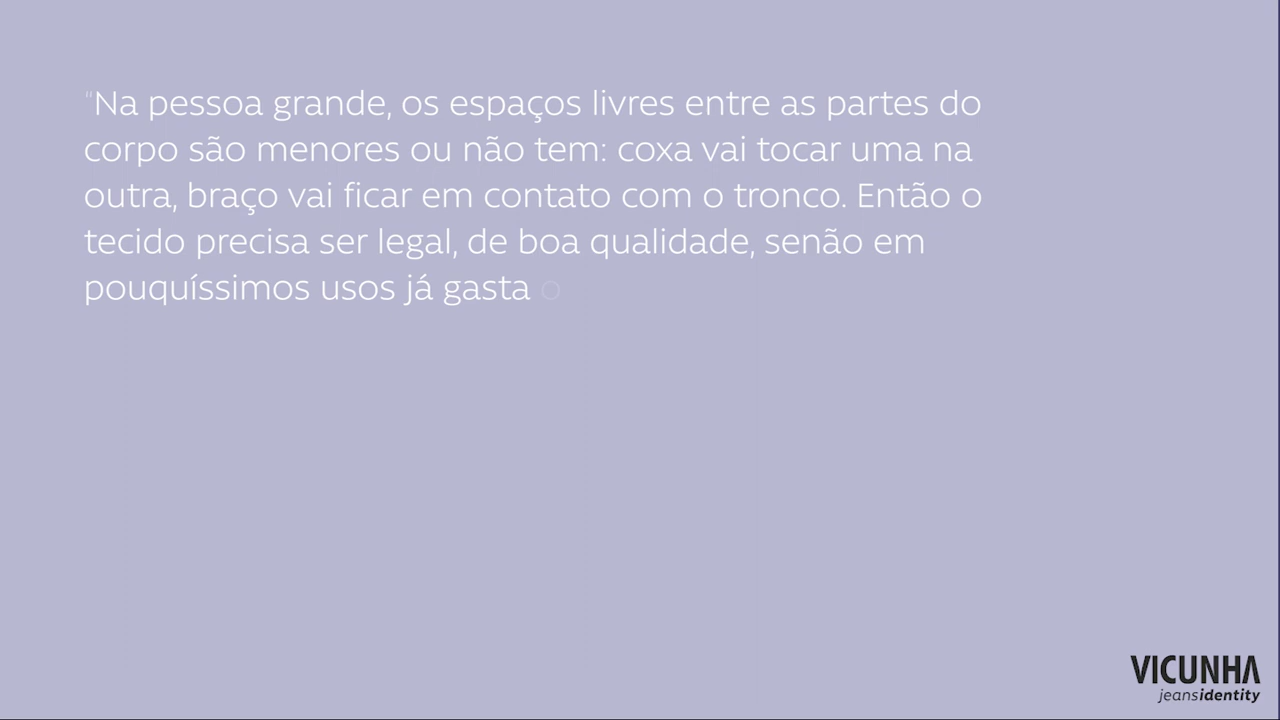 “Na pessoa grande, os espaços livres entre as partes do
corpo são menores ou não tem: coxa vai tocar uma na
outra, braço vai ficar em contato com o tronco. Então o
tecido precisa ser legal, de boa qualidade, senão em
pouquíssimos usos já gasta o
VICUNHA
jeansidentity